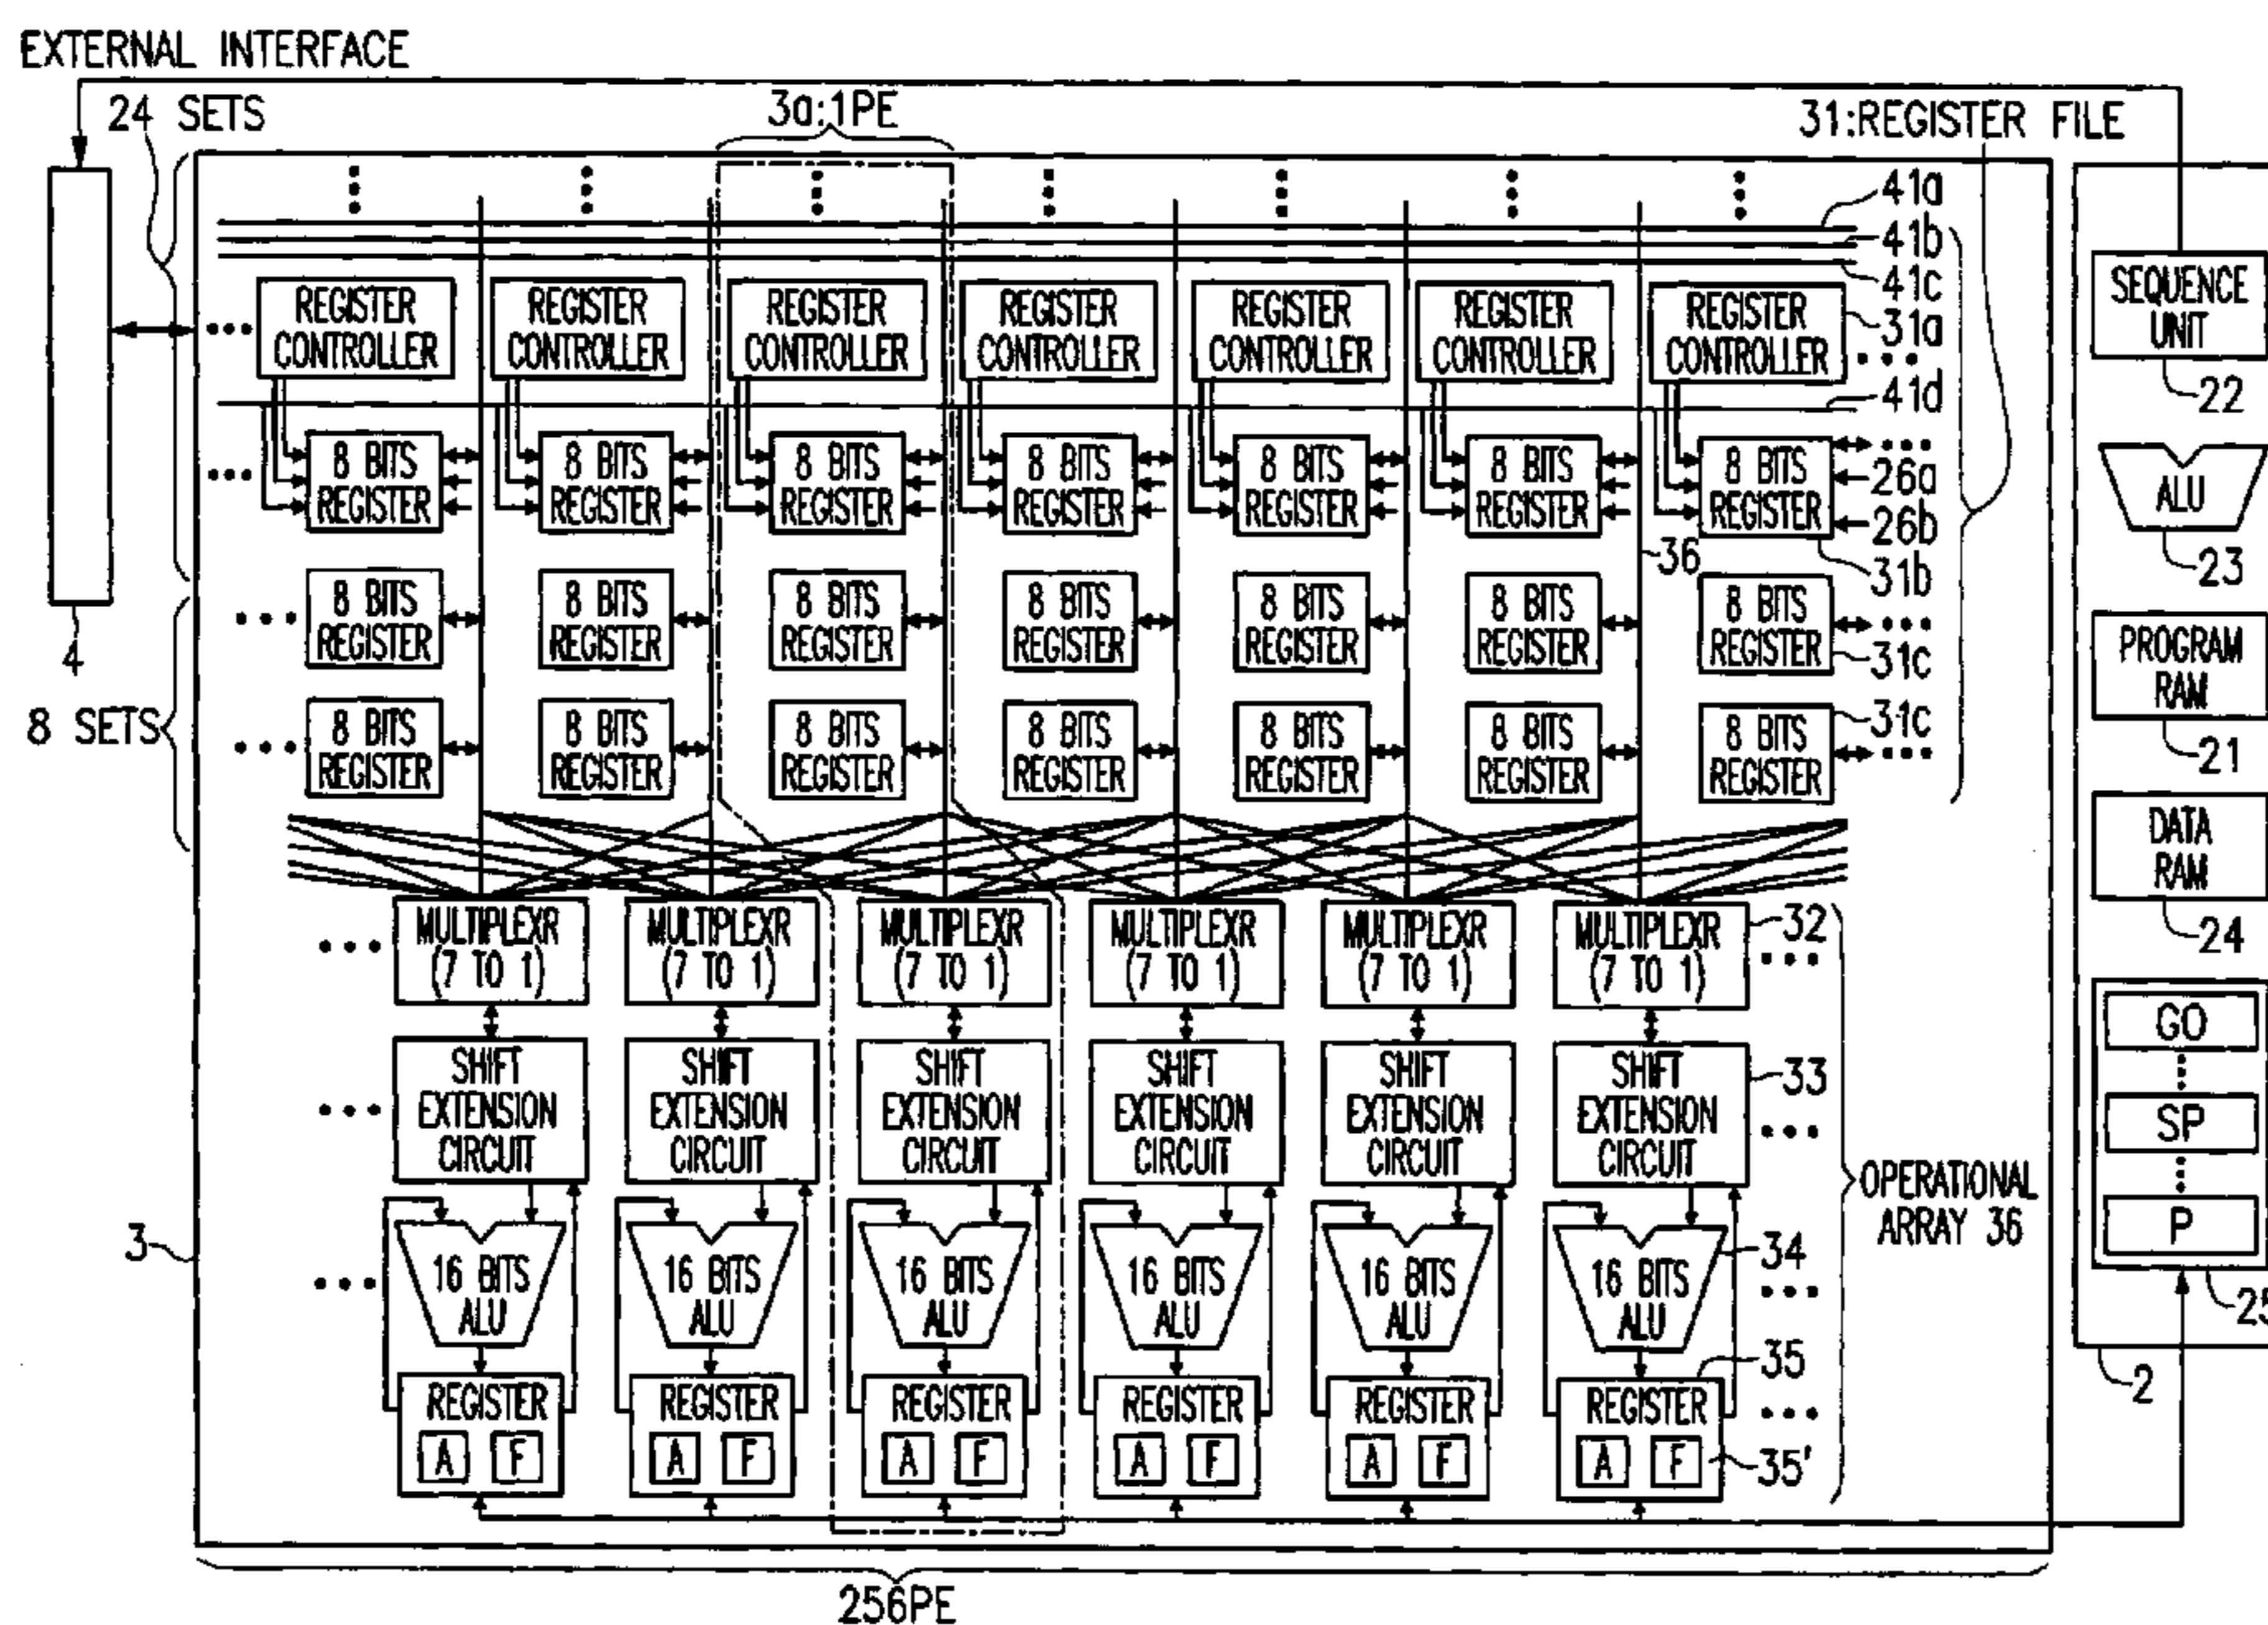 EXTERNAL INTERFACE
24 SETS
3a:1PE
31:REGISTER FILE
41a
41b
41c
REGISTER CONTROLLER REGISTER CONTROLLER REGISTER CONTROLLER REGISTER CONTROLLER REGISTER CONTROLLER REGISTER CONTROLLER REGISTER CONTROLLER
31a
41d
8 BITS REGISTER 8 BITS REGISTER 8 BITS REGISTER 8 BITS REGISTER 8 BITS REGISTER 8 BITS REGISTER 8 BITS REGISTER
26a
26b
36
31b
8 BITS REGISTER 8 BITS REGISTER 8 BITS REGISTER 8 BITS REGISTER 8 BITS REGISTER 8 BITS REGISTER 8 BITS REGISTER
31c
4
8 SETS
8 BITS REGISTER 8 BITS REGISTER 8 BITS REGISTER 8 BITS REGISTER 8 BITS REGISTER 8 BITS REGISTER 8 BITS REGISTER
31c
MULTIPLEXR (7 TO 1) MULTIPLEXR (7 TO 1) MULTIPLEXR (7 TO 1) MULTIPLEXR (7 TO 1) MULTIPLEXR (7 TO 1) MULTIPLEXR (7 TO 1)
32
SHIFT EXTENSION CIRCUIT SHIFT EXTENSION CIRCUIT SHIFT EXTENSION CIRCUIT SHIFT EXTENSION CIRCUIT SHIFT EXTENSION CIRCUIT SHIFT EXTENSION CIRCUIT
33
OPERATIONAL
ARRAY 36
3
16 BITS ALU 16 BITS ALU 16 BITS ALU 16 BITS ALU 16 BITS ALU 16 BITS ALU
34
35
REGISTER REGISTER REGISTER REGISTER REGISTER REGISTER
A F A F A F A F A F A F
35'
256PE
SEQUENCE
UNIT
22
ALU
23
PROGRAM
RAM
21
DATA
RAM
24
GO
SP
P
25
2